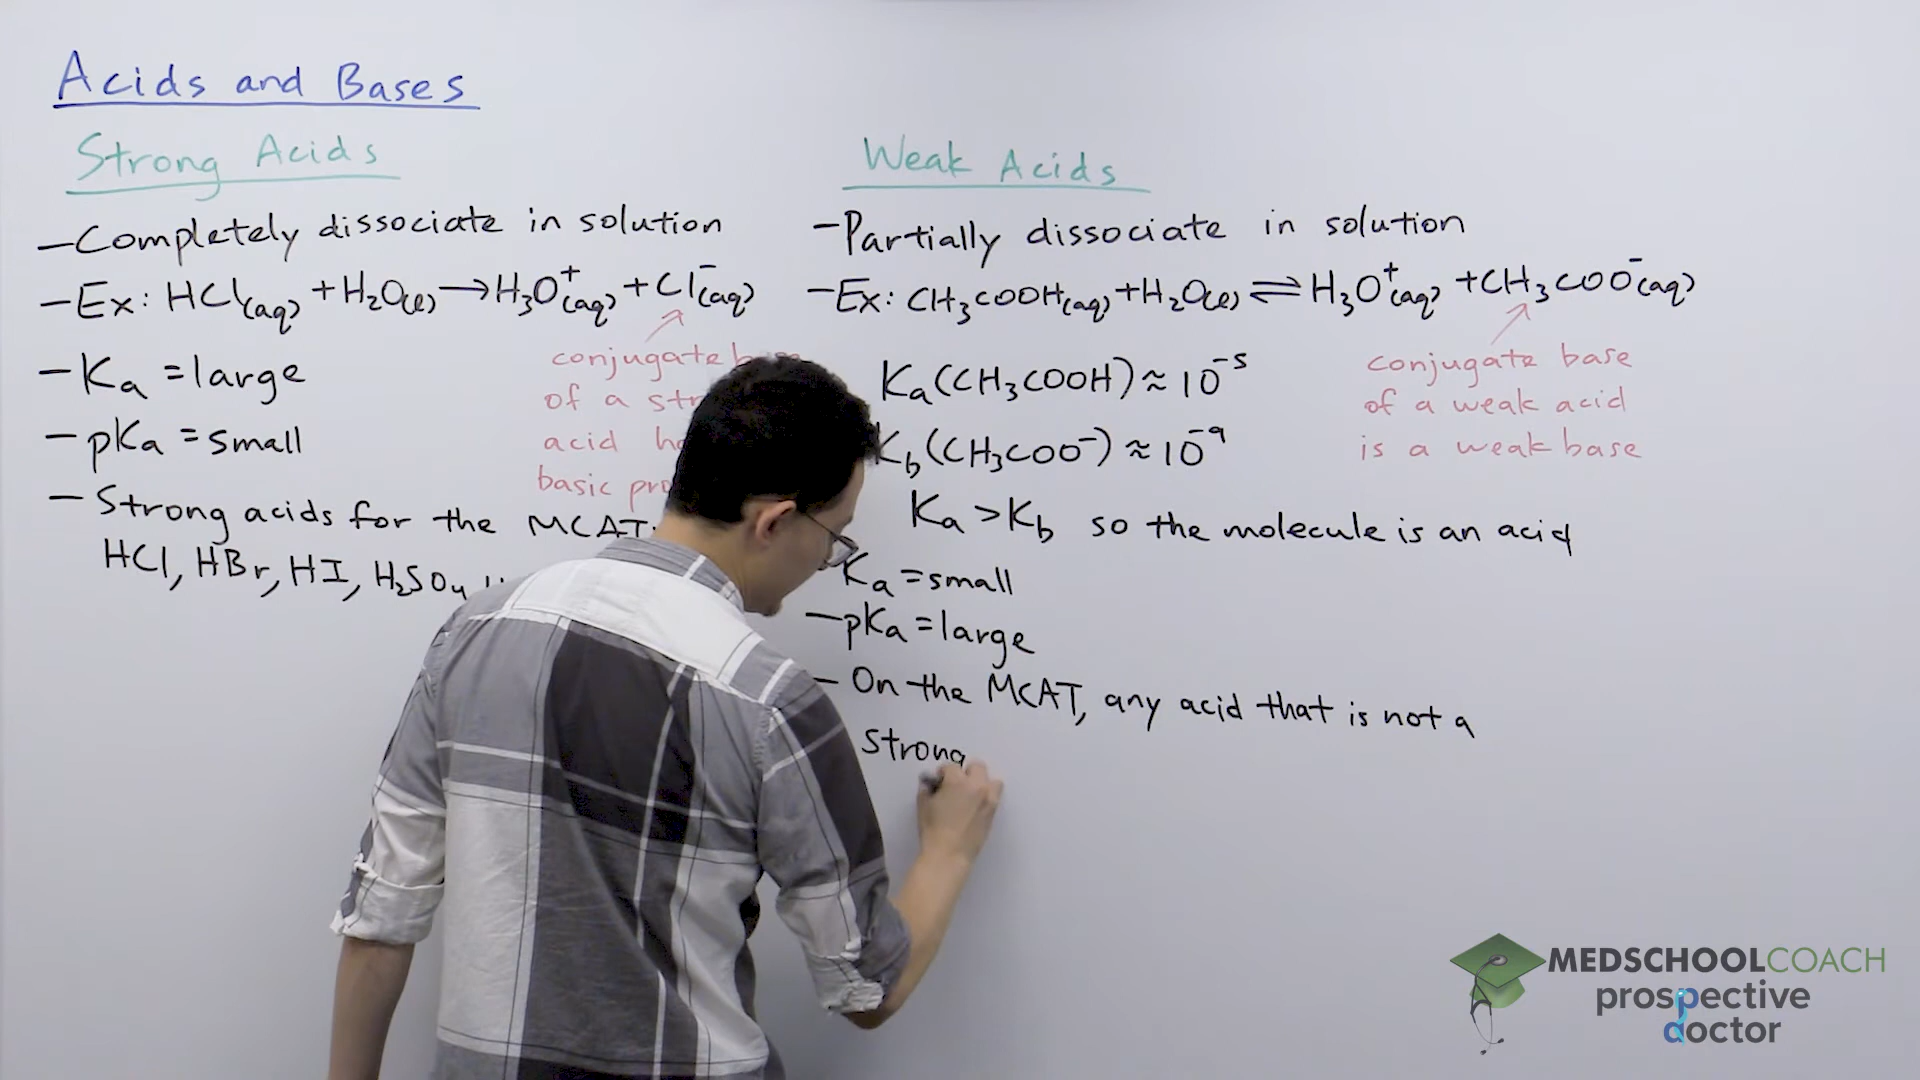 Acids and Bases
Strong Acids
– Completely dissociate in solution
– Ex: HCl(aq) + H₂O(l) → H₃O⁺(aq) + Cl⁻(aq)
conjugate
of a
acid
basic
– Ka = large
– pKa = small
– Strong acids for the MCAT:
HCl, HBr, HI, H₂SO₄
Weak Acids
– Partially dissociate in solution
– Ex: CH₃COOH(aq) + H₂O(l) ⇌ H₃O⁺(aq) + CH₃COO⁻(aq)
conjugate base
of a weak acid
is a weak base
Ka(CH₃COOH) ≈ 10⁻⁵
Kb(CH₃COO⁻) ≈ 10⁻⁹
Ka > Kb so the molecule is an acid
Ka = small
– pKa = large
– On the MCAT, any acid that is not a
strong
MEDSCHOOLCOACH
prospective
doctor